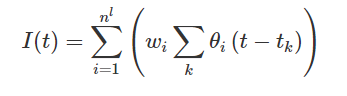 I(t) = \sum_{i=1}^{n^l} \left( w_i \sum_k \theta_i (t - t_k) \right)